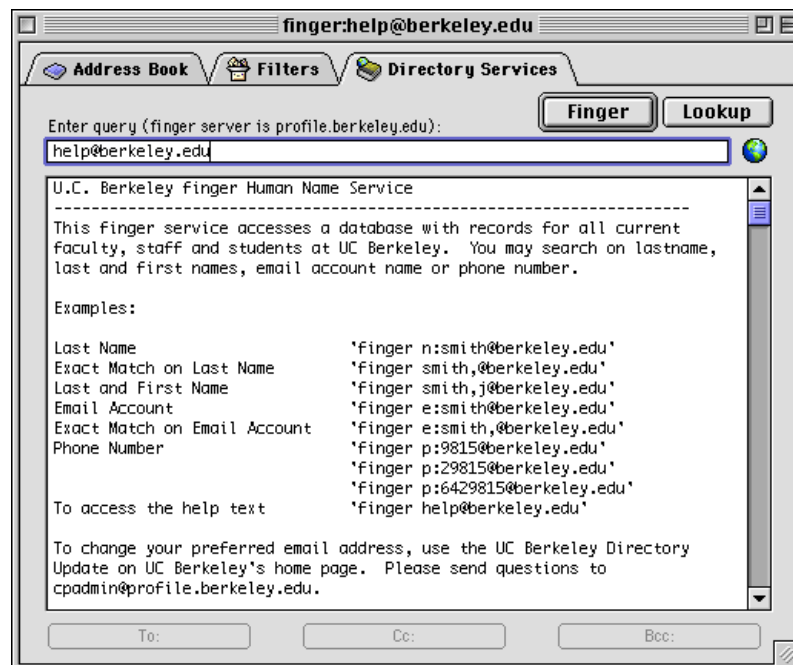 finger:help@berkeley.edu
Address Book Filters Directory Services
Finger Lookup
Enter query (finger server is profile.berkeley.edu):
help@berkeley.edu
U.C. Berkeley finger Human Name Service
----------------------------------------------------------------
This finger service accesses a database with records for all current
faculty, staff and students at UC Berkeley.  You may search on lastname,
last and first names, email account name or phone number.
Examples:
Last Name 'finger n:smith@berkeley.edu'
Exact Match on Last Name 'finger smith,@berkeley.edu'
Last and First Name 'finger smith,j@berkeley.edu'
Email Account 'finger e:smith@berkeley.edu'
Exact Match on Email Account 'finger e:smith,@berkeley.edu'
Phone Number 'finger p:9815@berkeley.edu'
'finger p:29815@berkeley.edu'
'finger p:6429815@berkeley.edu'
To access the help text 'finger help@berkeley.edu'
To change your preferred email address, use the UC Berkeley Directory
Update on UC Berkeley's home page.  Please send questions to
cpadmin@profile.berkeley.edu.
To: Cc: Bcc: